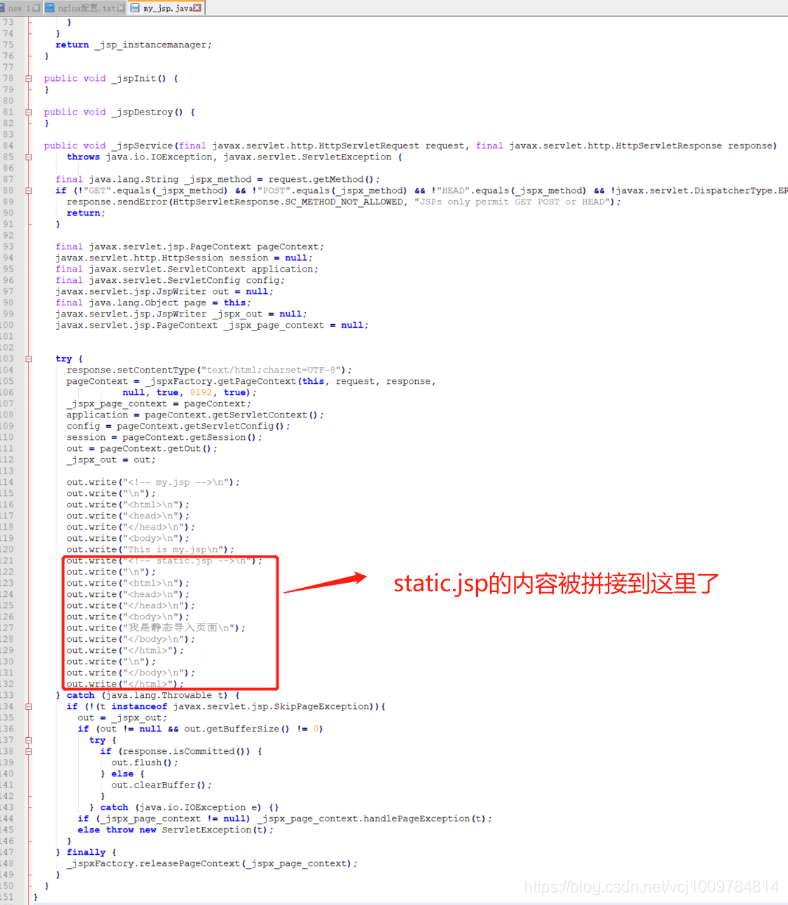 new 1
nginx配置.txt
my_jsp.java
73 }
74 }
75 return _jsp_instancemanager;
76 }
77
78 public void _jspInit() {
79 }
80
81 public void _jspDestroy() {
82 }
83
84 public void _jspService(final javax.servlet.http.HttpServletRequest request, final javax.servlet.http.HttpServletResponse response)
85 throws java.io.IOException, javax.servlet.ServletException {
86
87 final java.lang.String _jspx_method = request.getMethod();
88 if (!"GET".equals(_jspx_method) && !"POST".equals(_jspx_method) && !"HEAD".equals(_jspx_method) && !javax.servlet.DispatcherType.ER
89 response.sendError(HttpServletResponse.SC_METHOD_NOT_ALLOWED, "JSPs only permit GET POST or HEAD");
90 return;
91 }
92
93 final javax.servlet.jsp.PageContext pageContext;
94 javax.servlet.http.HttpSession session = null;
95 final javax.servlet.ServletContext application;
96 final javax.servlet.ServletConfig config;
97 javax.servlet.jsp.JspWriter out = null;
98 final java.lang.Object page = this;
99 javax.servlet.jsp.JspWriter _jspx_out = null;
100 javax.servlet.jsp.PageContext _jspx_page_context = null;
101
102
103 try {
104 response.setContentType("text/html;charset=UTF-8");
105 pageContext = _jspxFactory.getPageContext(this, request, response,
106 null, true, 8192, true);
107 _jspx_page_context = pageContext;
108 application = pageContext.getServletContext();
109 config = pageContext.getServletConfig();
110 session = pageContext.getSession();
111 out = pageContext.getOut();
112 _jspx_out = out;
113
114 out.write("<!-- my.jsp -->\n");
115 out.write("\n");
116 out.write("<html>\n");
117 out.write("<head>\n");
118 out.write("</head>\n");
119 out.write("<body>\n");
120 out.write("This is my.jsp\n");
121 out.write("<!-- static.jsp -->\n");
122 out.write("\n");
123 out.write("<html>\n");
124 out.write("<head>\n");
125 out.write("</head>\n");
126 out.write("<body>\n");
127 out.write("我是静态导入页面\n");
128 out.write("</body>\n");
129 out.write("</html>");
130 out.write("\n");
131 out.write("</body>\n");
132 out.write("</html>");
static.jsp的内容被拼接到这里了
133 } catch (java.lang.Throwable t) {
134 if (!(t instanceof javax.servlet.jsp.SkipPageException)){
135 out = _jspx_out;
136 if (out != null && out.getBufferSize() != 0)
137 try {
138 if (response.isCommitted()) {
139 out.flush();
140 } else {
141 out.clearBuffer();
142 }
143 } catch (java.io.IOException e) {}
144 if (_jspx_page_context != null) _jspx_page_context.handlePageException(t);
145 else throw new ServletException(t);
146 }
147 } finally {
148 _jspxFactory.releasePageContext(_jspx_page_context);
149 }
150 }
151 }
https://blog.csdn.net/vcj1009784814